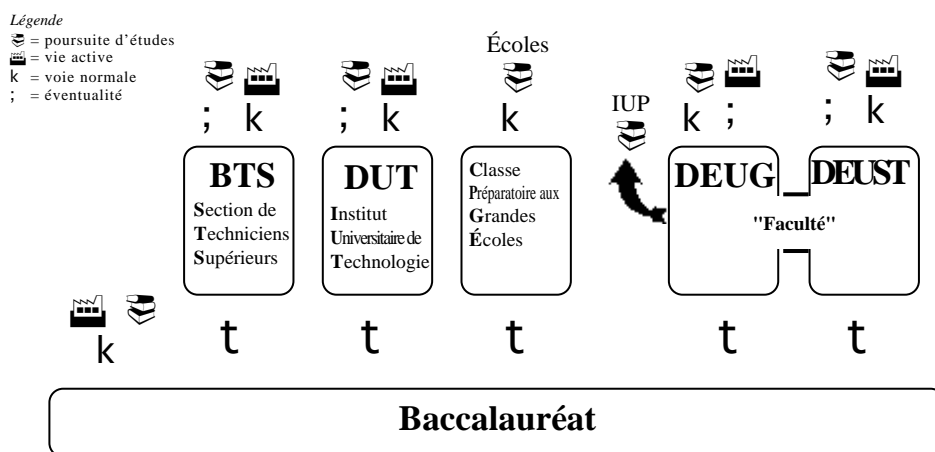 Légende
= poursuite d'études
= vie active
k = voie normale
; = éventualité
Écoles
IUP
; k
; k
k
k ;
; k
BTS
Section de
Techniciens
Supérieurs
DUT
Institut
Universitaire de
Technologie
Classe
Préparatoire aux
Grandes
Écoles
DEUG
DEUST
"Faculté"
k
t
t
t
t
t
Baccalauréat